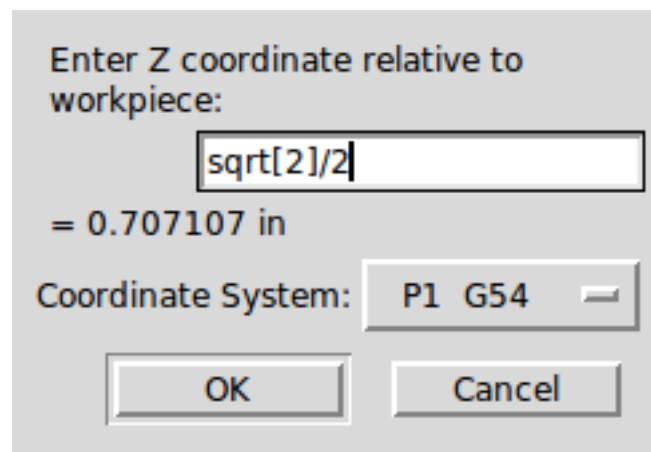 Enter Z coordinate relative to
workpiece:
sqrt[2]/2
= 0.707107 in
Coordinate System: P1 G54
OK Cancel